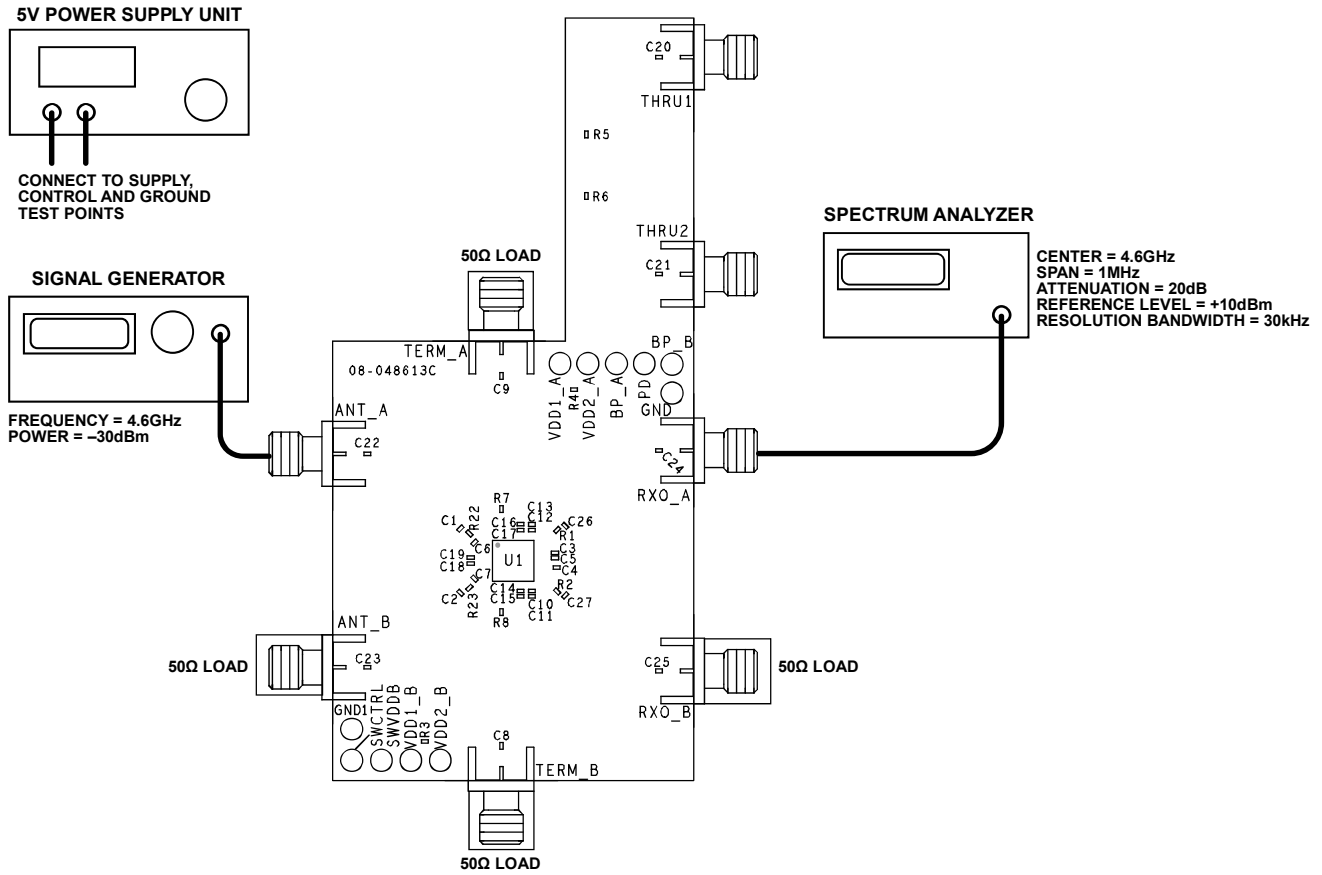 5V POWER SUPPLY UNIT
CONNECT TO SUPPLY,
CONTROL AND GROUND
TEST POINTS
SIGNAL GENERATOR
FREQUENCY = 4.6GHz
POWER = –30dBm
SPECTRUM ANALYZER
CENTER = 4.6GHz
SPAN = 1MHz
ATTENUATION = 20dB
REFERENCE LEVEL = +10dBm
RESOLUTION BANDWIDTH = 30kHz
C20
THRU1
R5
R6
THRU2
C21
50Ω LOAD
TERM_A
08-048613C
C9
VDD1_A
R4
VDD2_A
BP_A
PD
BP_B
GND
ANT_A
C22
C24
RXO_A
R7
C13
C12
C16
C17
C1
R22
C6
C19
C18
C7
C2
R23
U1
C26
R1
C3
C5
C4
R2
C27
C14
C15
C10
C11
R8
ANT_B
C23
50Ω LOAD
GND1
SWCTRL
SWVDDB
VDD1_B
R3
VDD2_B
C8
TERM_B
50Ω LOAD
C25
RXO_B
50Ω LOAD